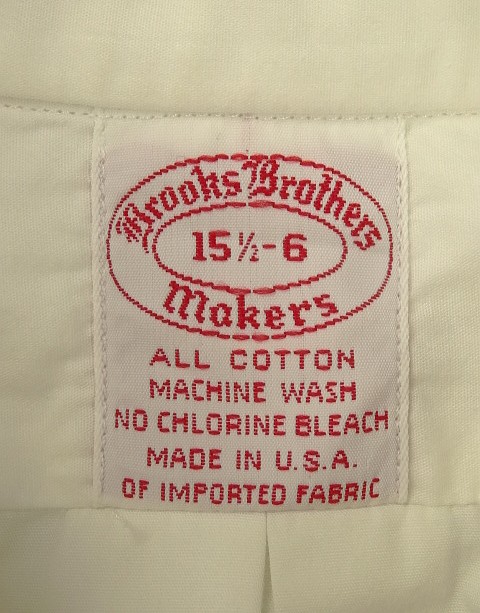 Brooks Brothers
15½-6
Makers
ALL COTTON
MACHINE WASH
NO CHLORINE BLEACH
MADE IN U.S.A.
OF IMPORTED FABRIC